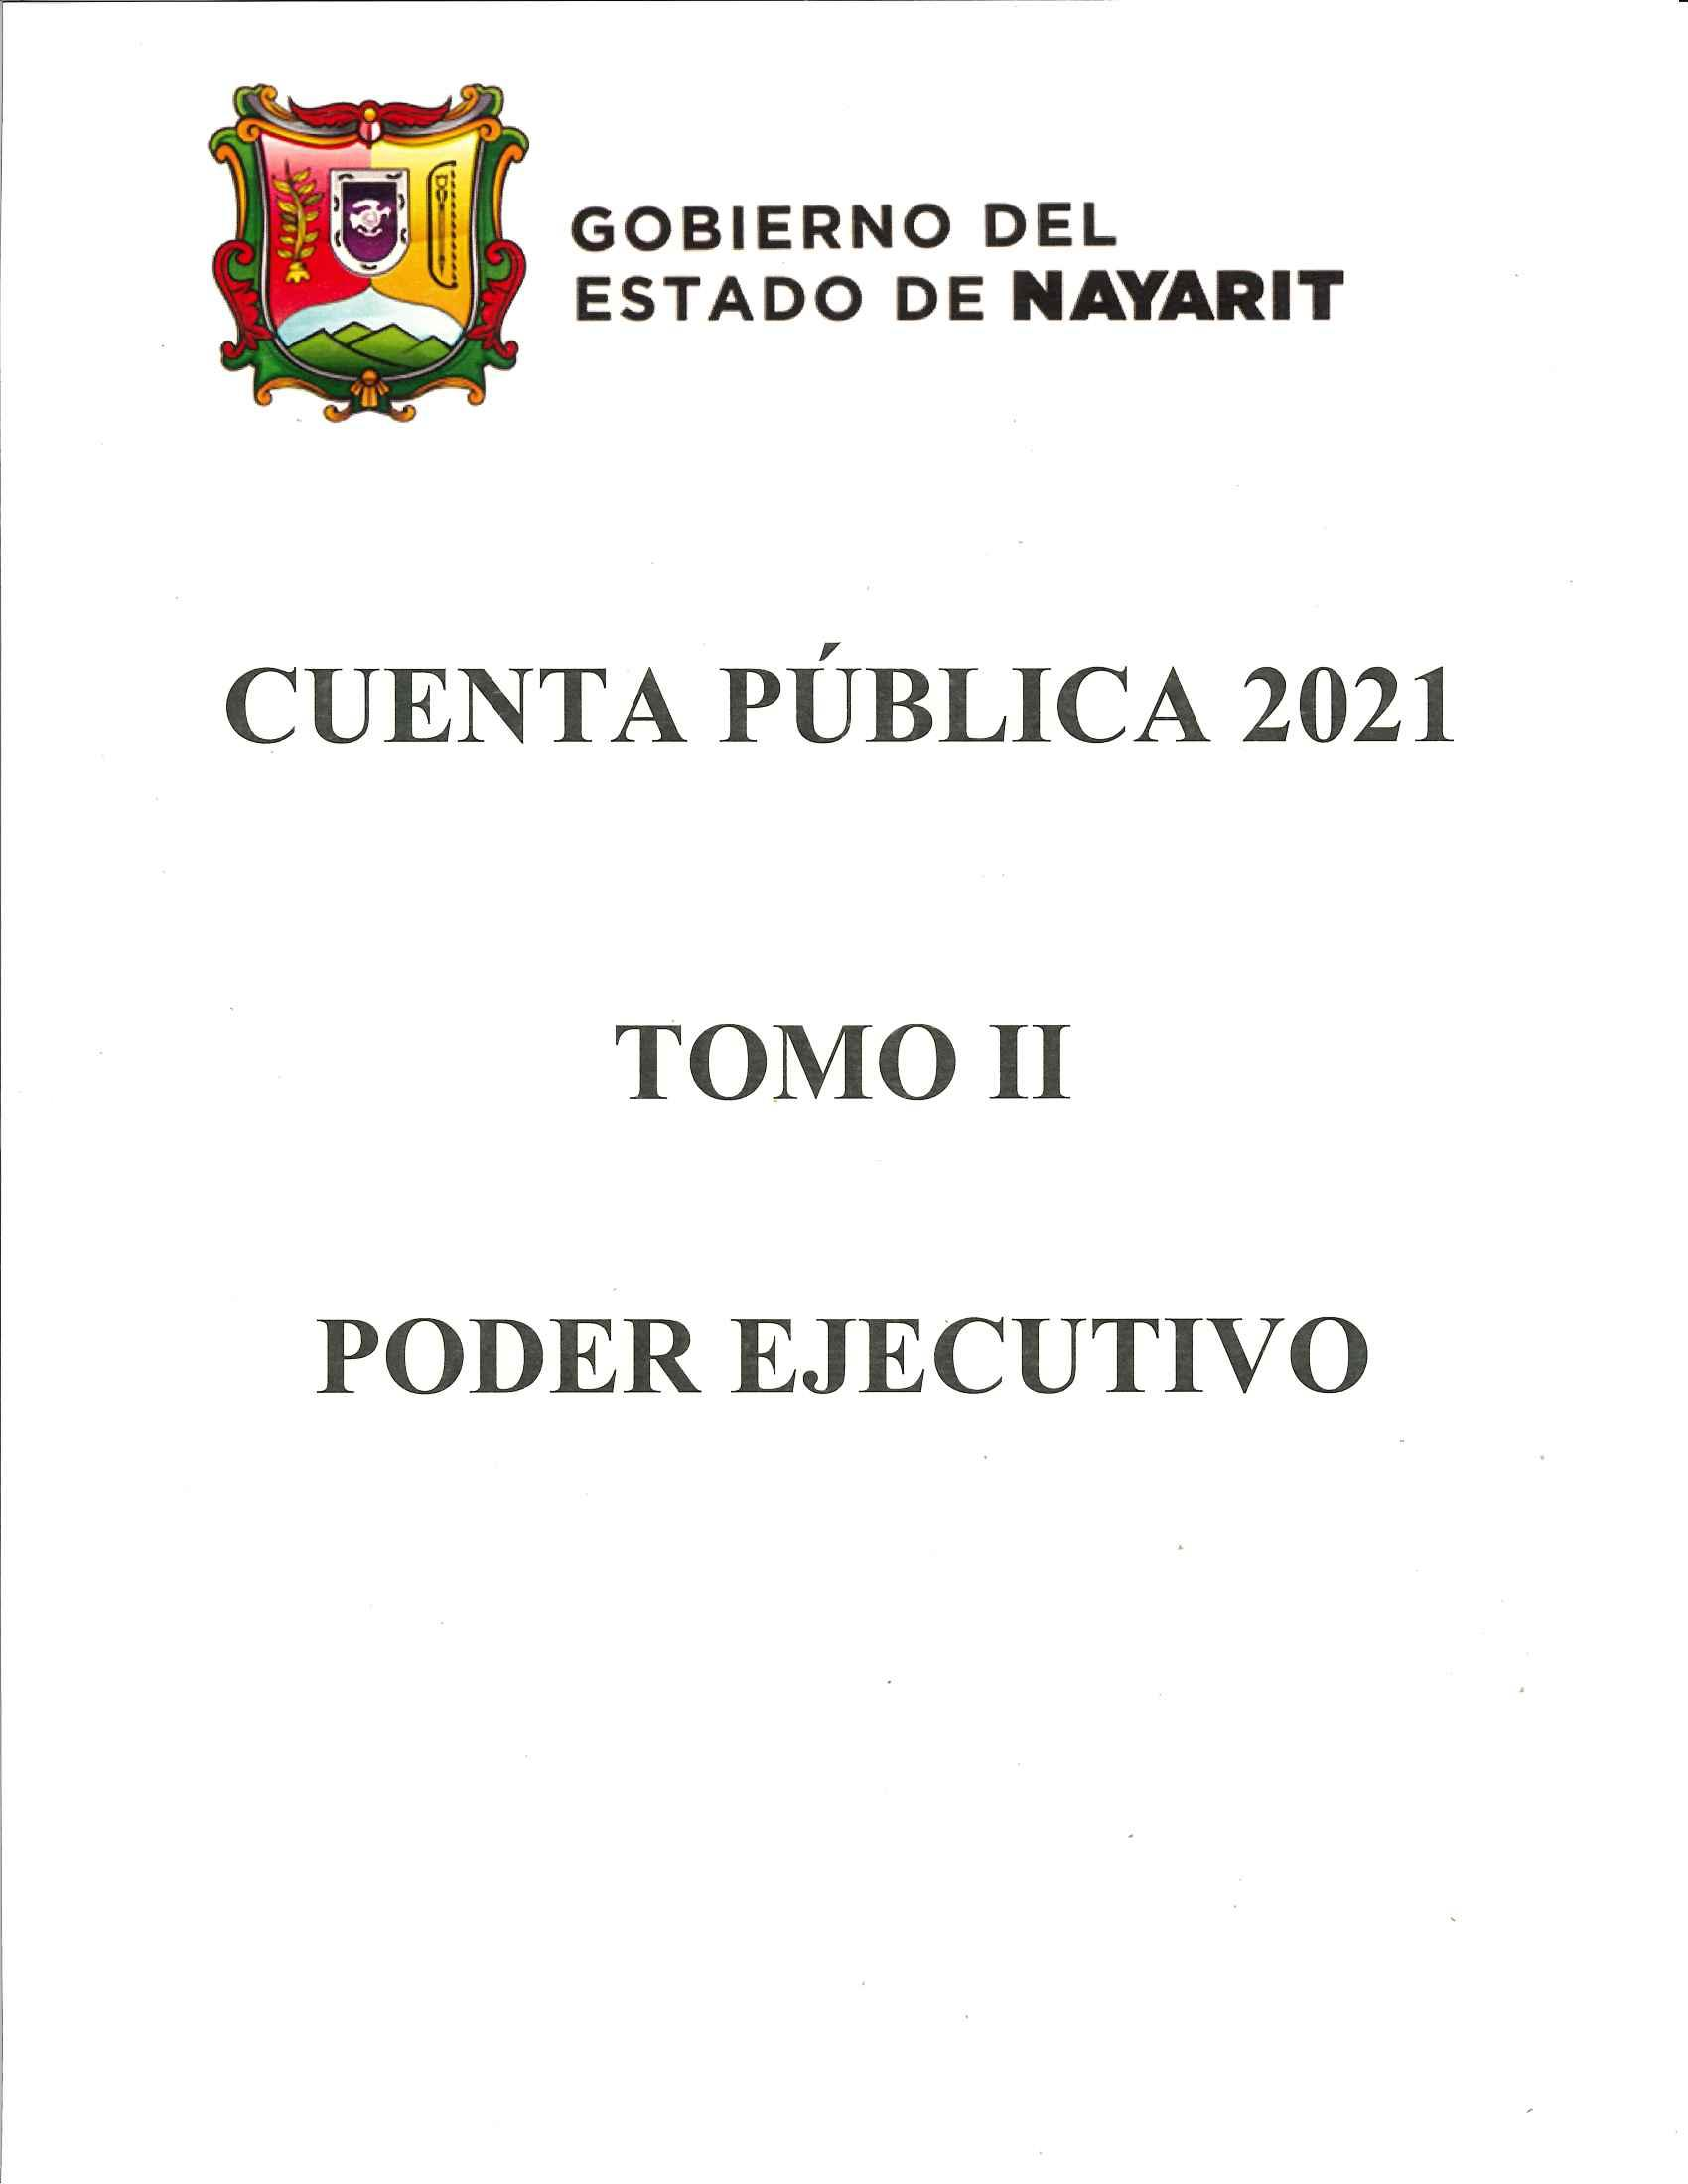 GOBIERNO DEL
ESTADO DE NAYARIT
CUENTA PÚBLICA 2021
TOMO II
PODER EJECUTIVO